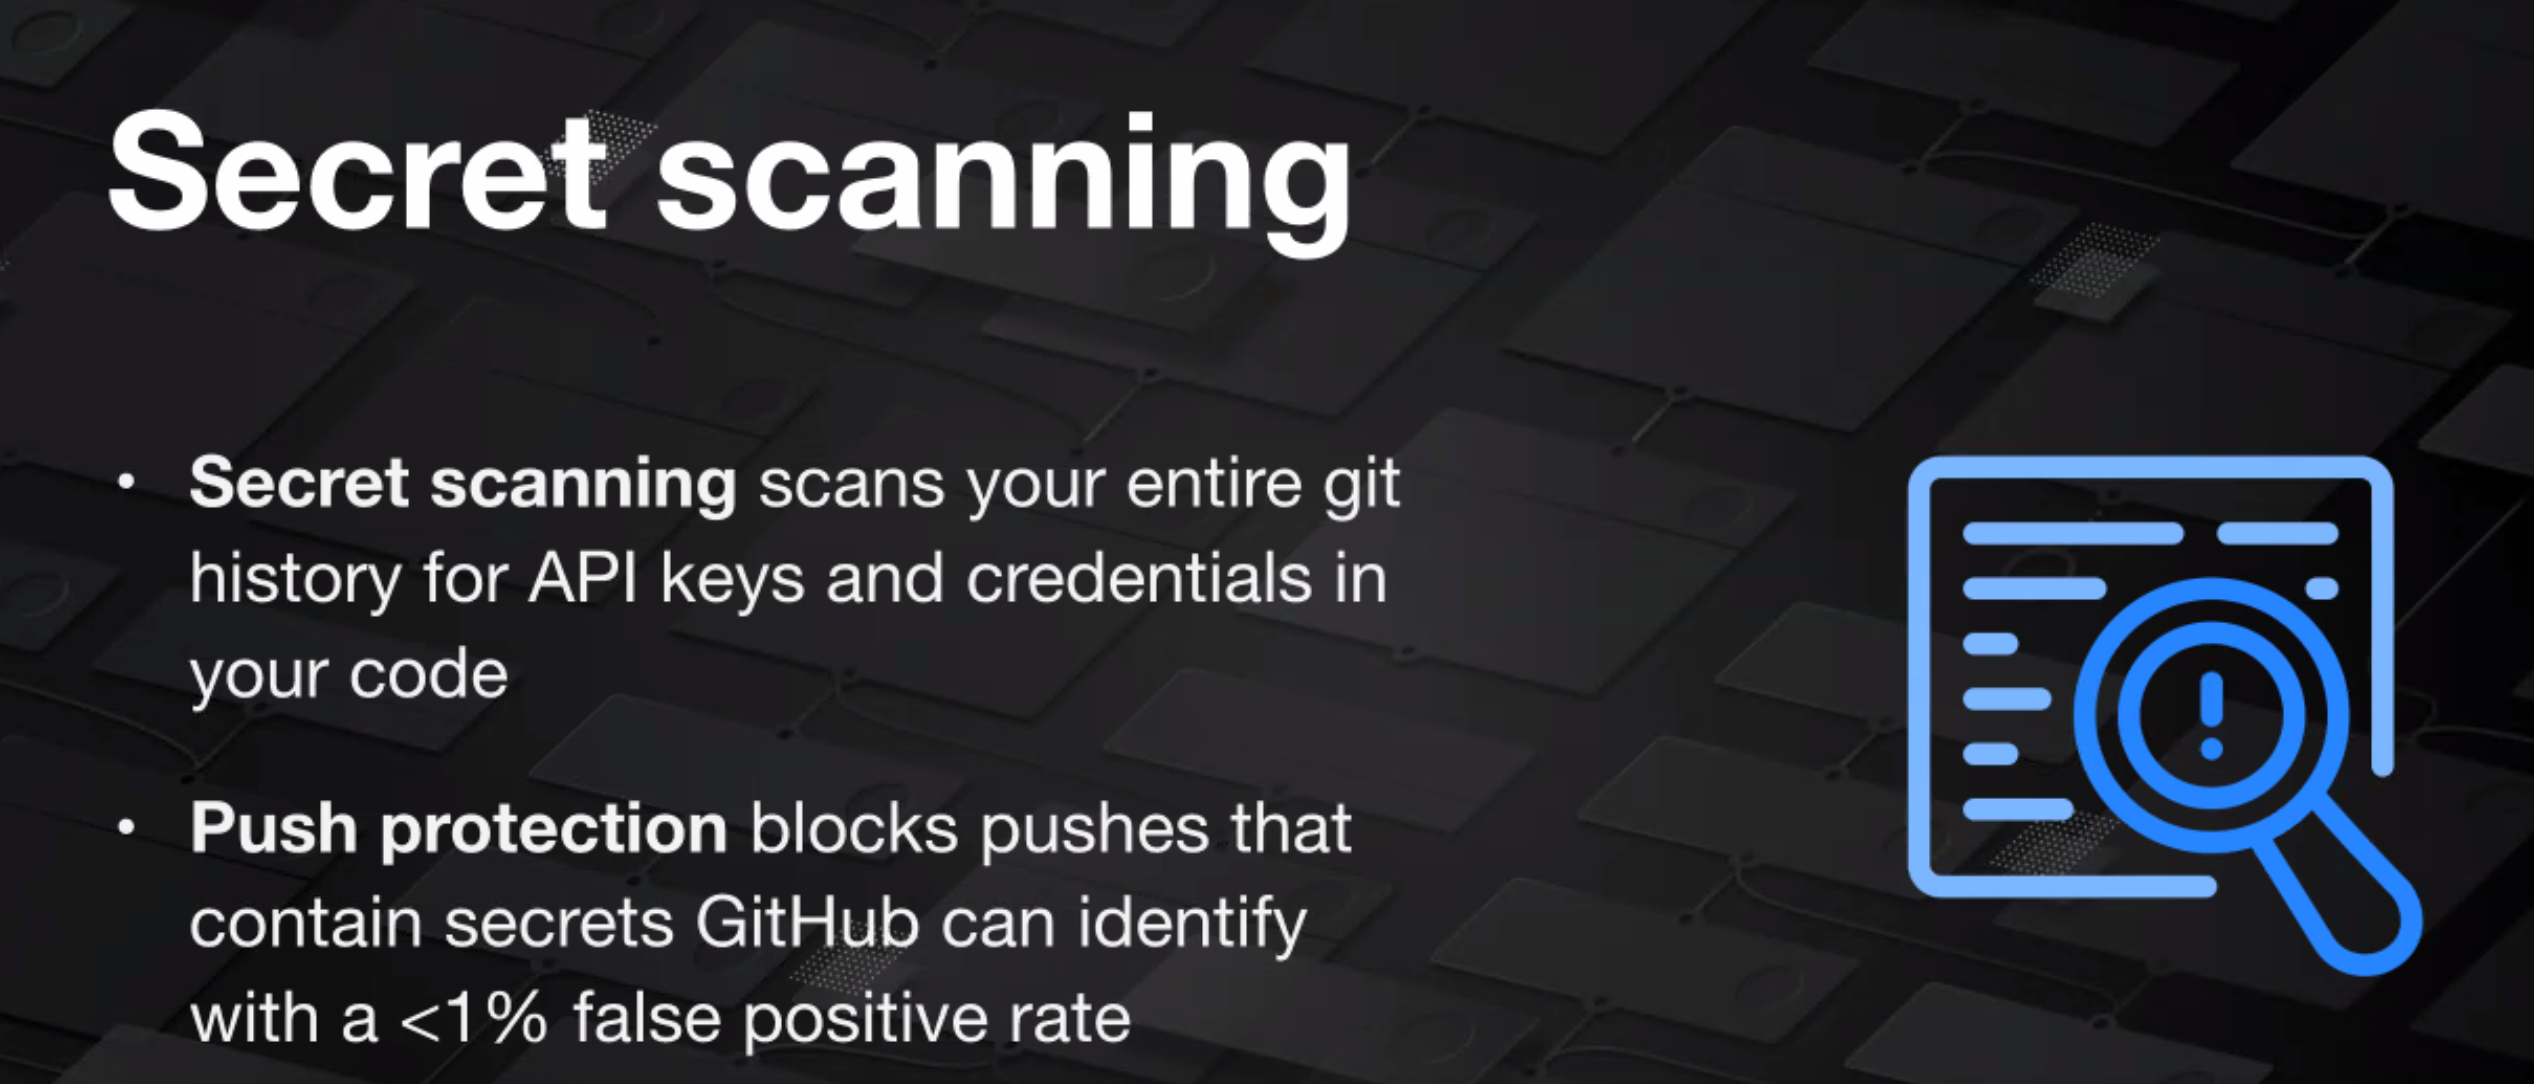 Secret scanning
• Secret scanning scans your entire git
history for API keys and credentials in
your code
• Push protection blocks pushes that
contain secrets GitHub can identify
with a <1% false positive rate